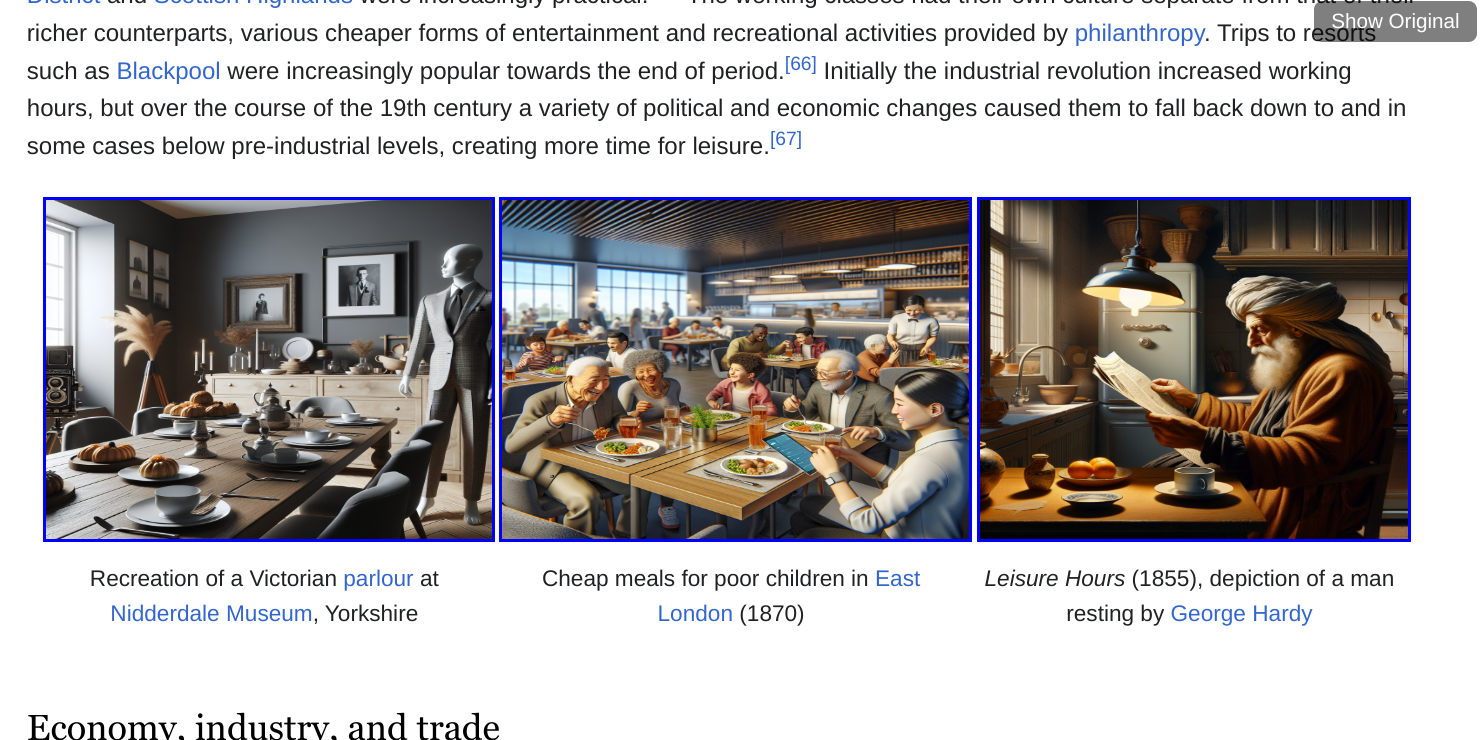 District and Scottish Highlands were increasingly practical. The working classes had their own culture separate from that of their
Show Original
richer counterparts, various cheaper forms of entertainment and recreational activities provided by philanthropy. Trips to resorts
such as Blackpool were increasingly popular towards the end of period.[66] Initially the industrial revolution increased working
hours, but over the course of the 19th century a variety of political and economic changes caused them to fall back down to and in
some cases below pre-industrial levels, creating more time for leisure.[67]
Recreation of a Victorian parlour at
Nidderdale Museum, Yorkshire
Cheap meals for poor children in East
London (1870)
Leisure Hours (1855), depiction of a man
resting by George Hardy
Economy, industry, and trade